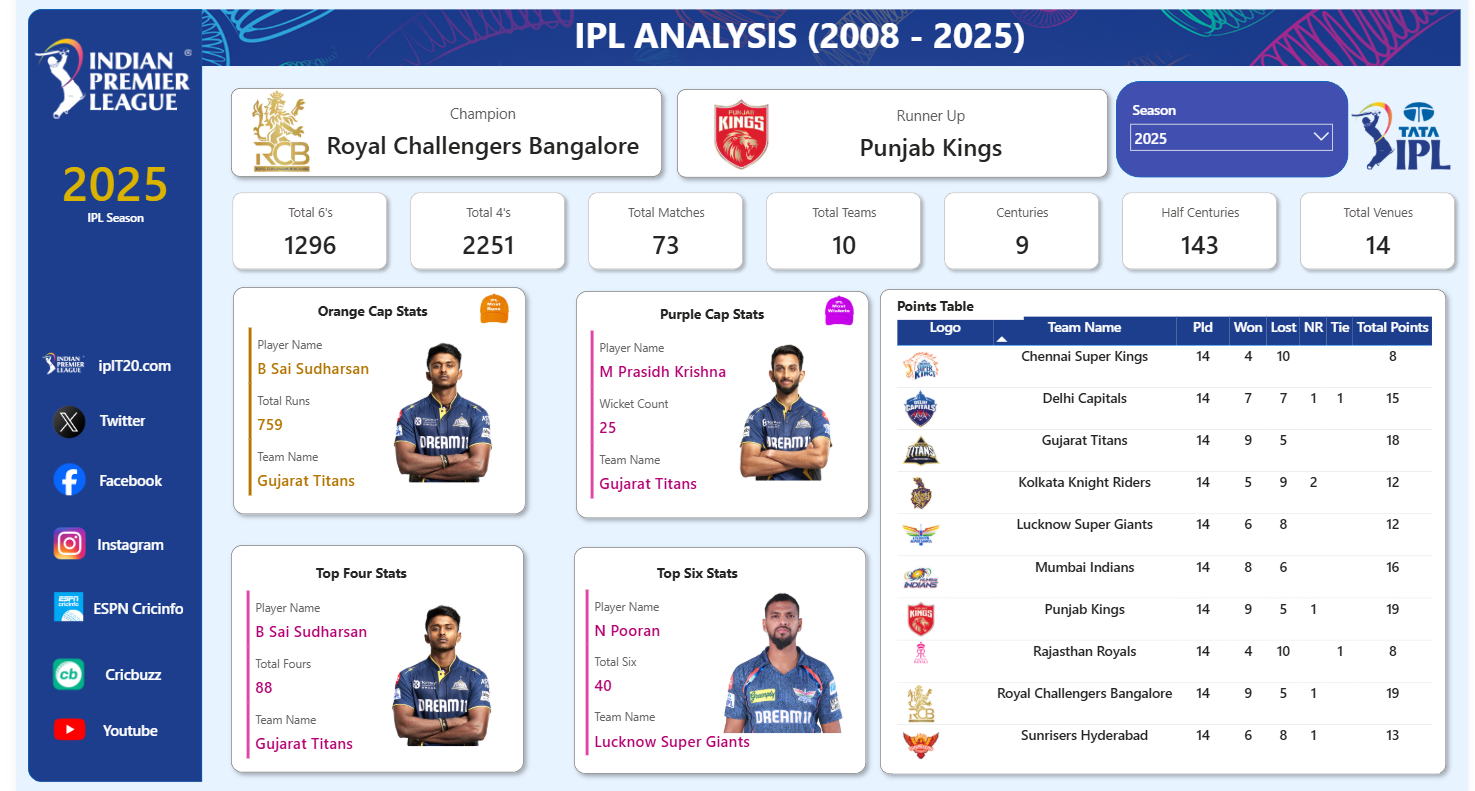 INDIAN
PREMIER
LEAGUE
®
2025
IPL Season
iplT20.com
Twitter
Facebook
Instagram
ESPN Cricinfo
Cricbuzz
Youtube
IPL ANALYSIS (2008 - 2025)
RCB
Champion
Royal Challengers Bangalore
PUNJAB
KINGS
Runner Up
Punjab Kings
Season
2025
TATA
IPL
Total 6's
1296
Total 4's
2251
Total Matches
73
Total Teams
10
Centuries
9
Half Centuries
143
Total Venues
14
Orange Cap Stats
Player Name
B Sai Sudharsan
Total Runs
759
Team Name
Gujarat Titans
DREAM11
Purple Cap Stats
Player Name
M Prasidh Krishna
Wicket Count
25
Team Name
Gujarat Titans
DREAM11
Top Four Stats
Player Name
B Sai Sudharsan
Total Fours
88
Team Name
Gujarat Titans
DREAM11
Top Six Stats
Player Name
N Pooran
Total Six
40
Team Name
Lucknow Super Giants
DREAM11
Points Table
Logo Team Name Pld Won Lost NR Tie Total Points
Chennai Super Kings 14 4 10 8
Delhi Capitals 14 7 7 1 1 15
Gujarat Titans 14 9 5 18
Kolkata Knight Riders 14 5 9 2 12
Lucknow Super Giants 14 6 8 12
Mumbai Indians 14 8 6 16
Punjab Kings 14 9 5 1 19
Rajasthan Royals 14 4 10 1 8
Royal Challengers Bangalore 14 9 5 1 19
Sunrisers Hyderabad 14 6 8 1 13